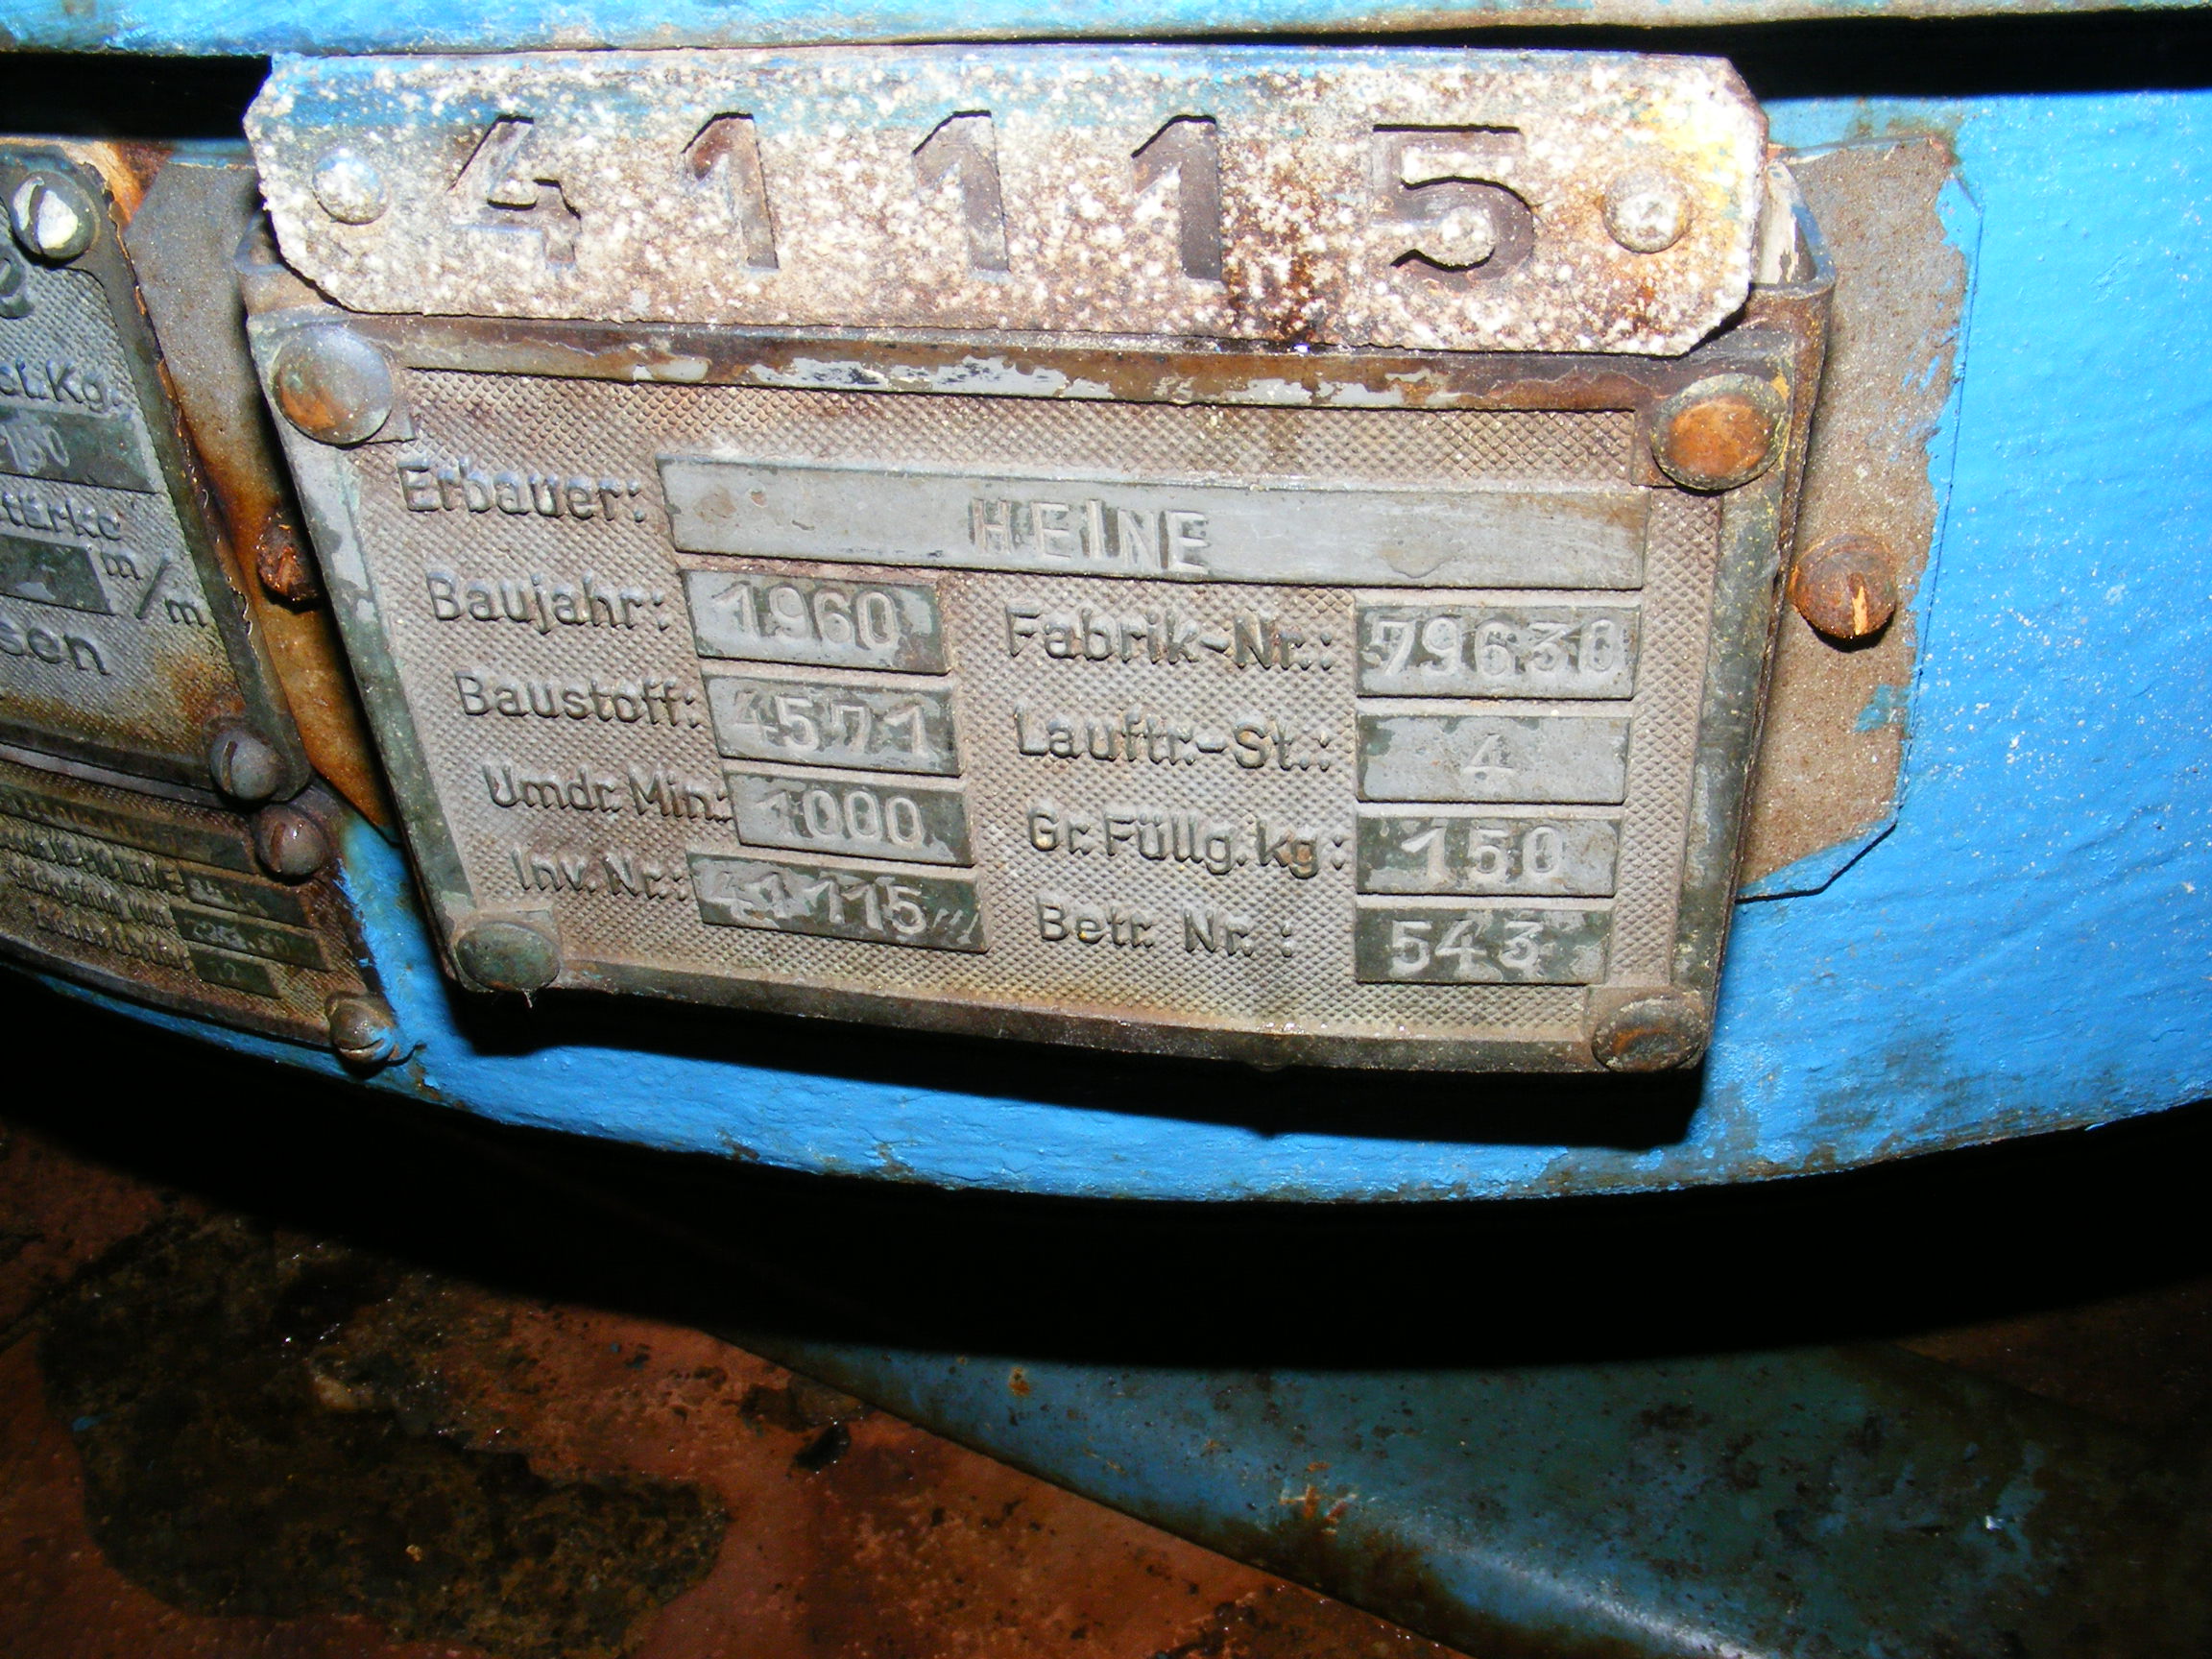 41115
Erbauer: HEINE
Baujahr: 1960 Fabrik-Nr.: 79630
Baustoff: 4571 Lauftr.-St.: 4
Umdr. Min.: 1000 Gr. Füllg. kg: 150
Inv. Nr.: 41115 Betr. Nr.: 543